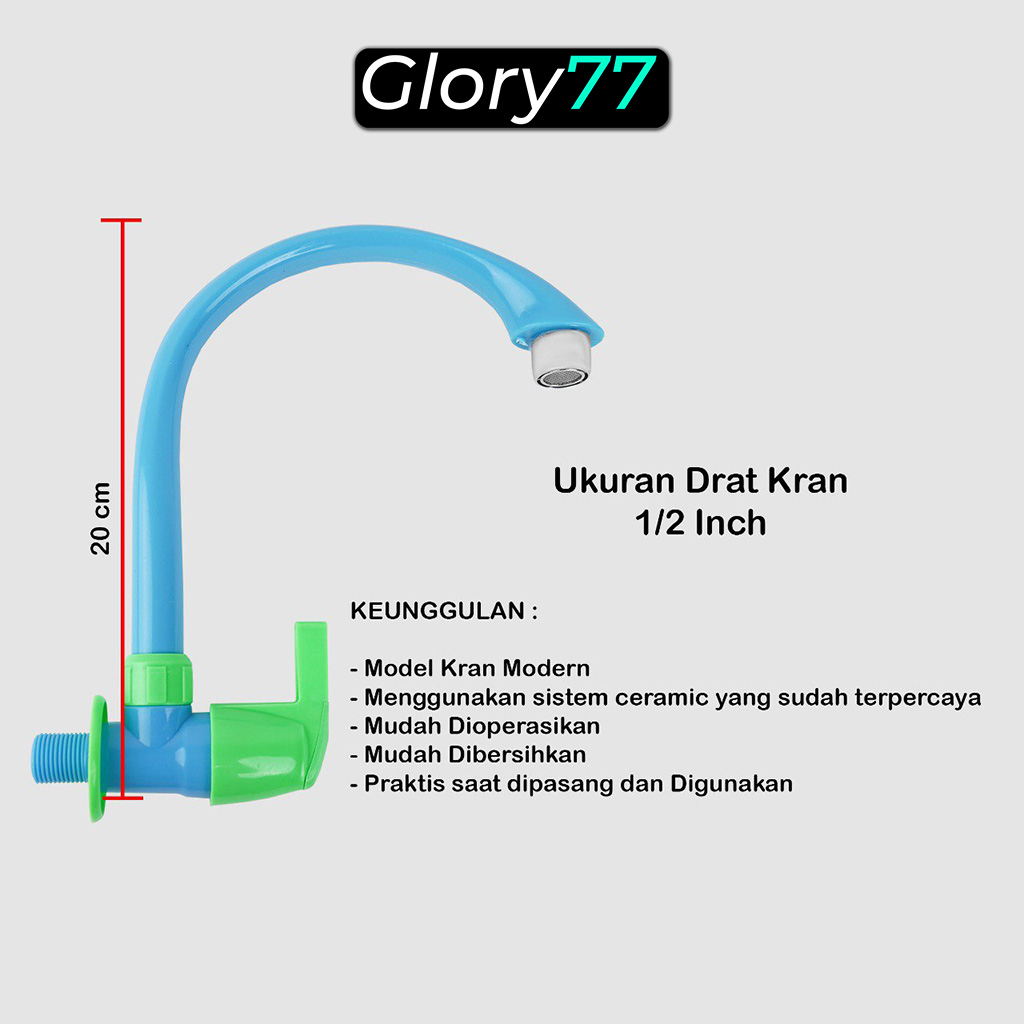 Glory77
20 cm
Ukuran Drat Kran
1/2 Inch
KEUNGGULAN :
- Model Kran Modern
- Menggunakan sistem ceramic yang sudah terpercaya
- Mudah Dioperasikan
- Mudah Dibersihkan
- Praktis saat dipasang dan Digunakan